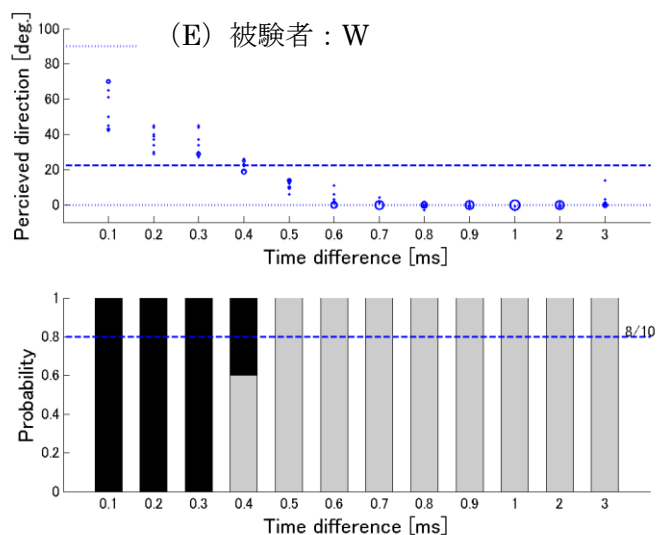 (E) 被験者：W
Percieved direction [deg.]
100
80
60
40
20
0
0.1 0.2 0.3 0.4 0.5 0.6 0.7 0.8 0.9 1 2 3
Time difference [ms]
Probability
1
0.8
0.6
0.4
0.2
0
8/10
0.1 0.2 0.3 0.4 0.5 0.6 0.7 0.8 0.9 1 2 3
Time difference [ms]